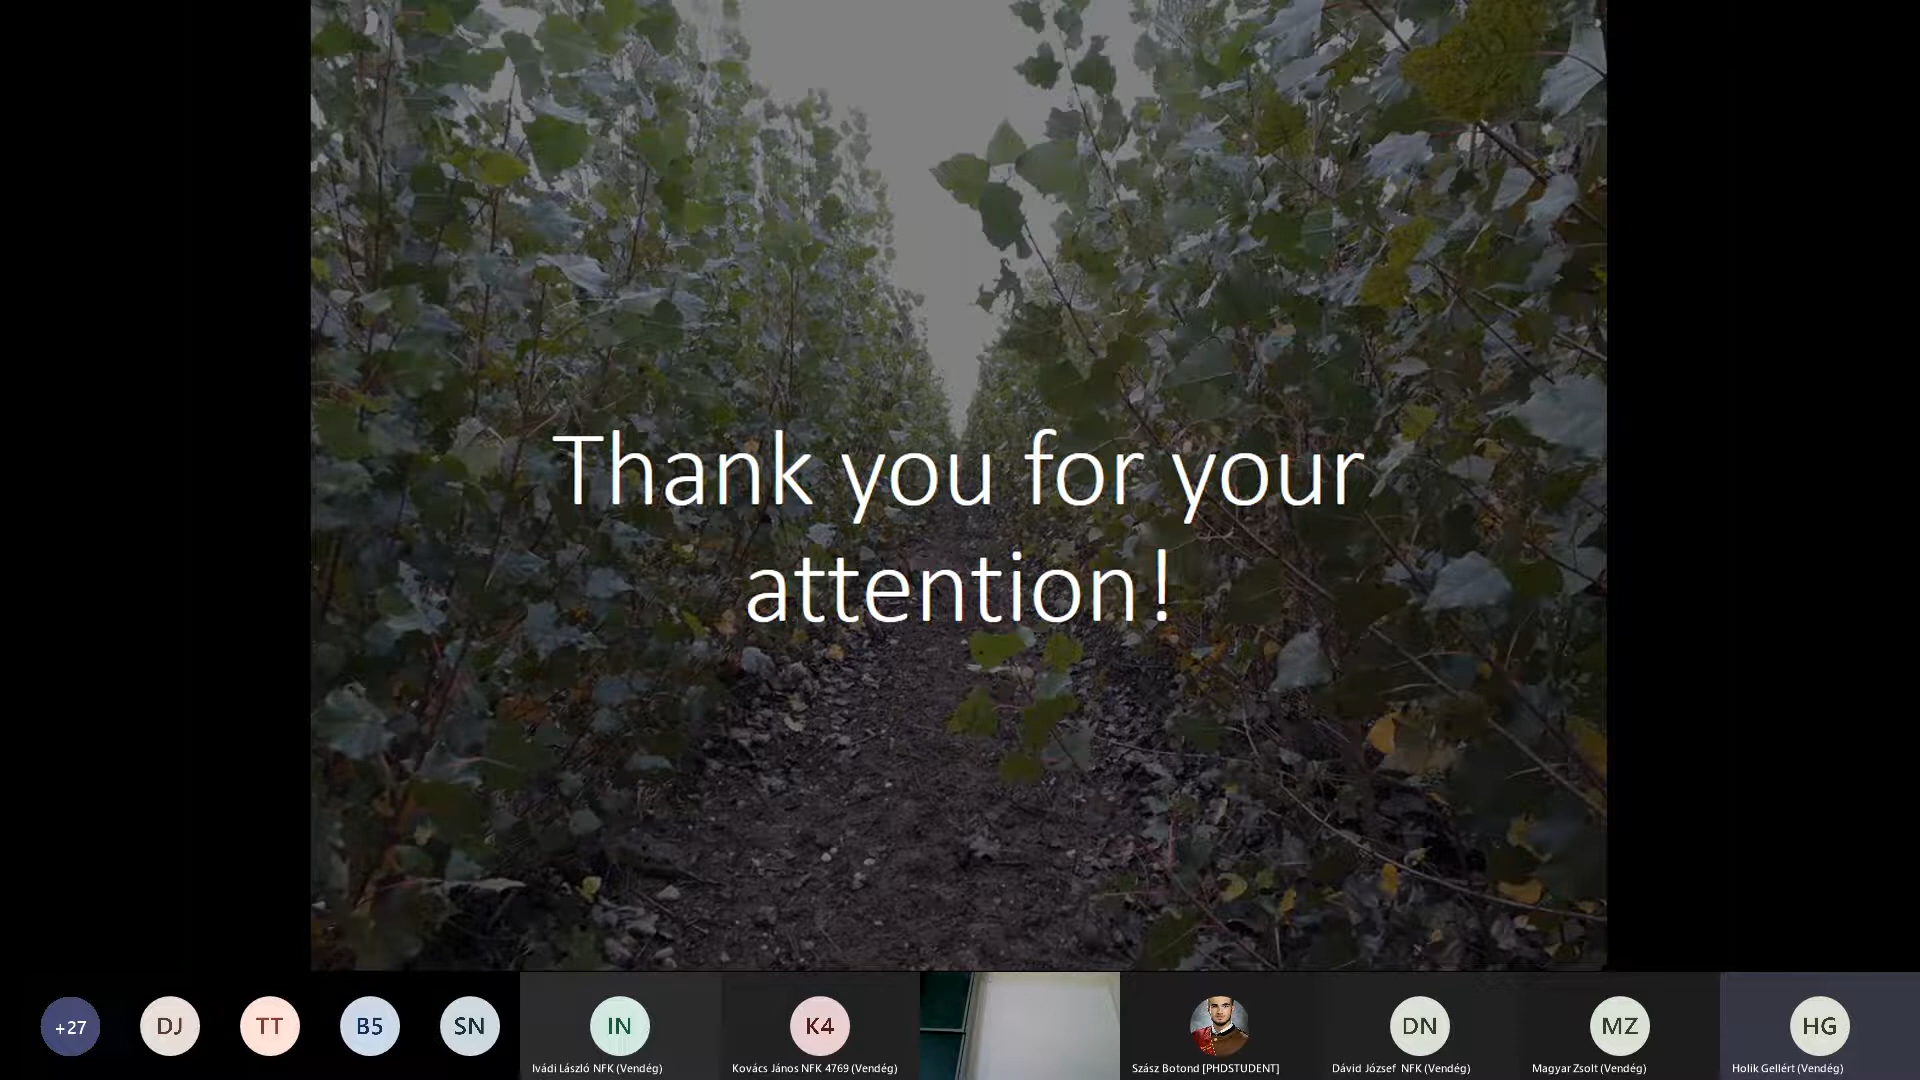 Thank you for your
attention!
+27
DJ
TT
B5
SN
IN
K4
DN
MZ
HG
Ivádi László NFK (Vendég)
Kovács János NFK 4769 (Vendég)
Szász Botond [PHDSTUDENT]
Dávid József NFK (Vendég)
Magyar Zsolt (Vendég)
Holik Gellért (Vendég)